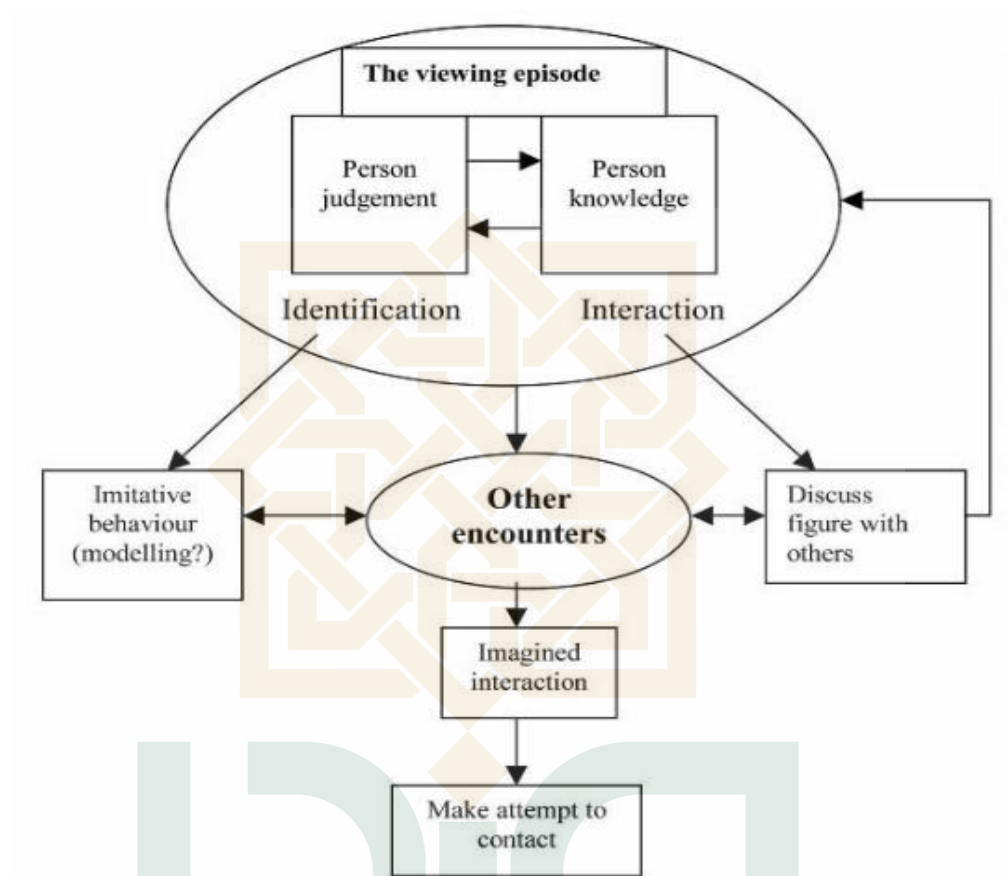 The viewing episode
Person
judgement
Person
knowledge
Identification
Interaction
Imitative
behaviour
(modelling?)
Other
encounters
Discuss
figure with
others
Imagined
interaction
Make attempt to
contact